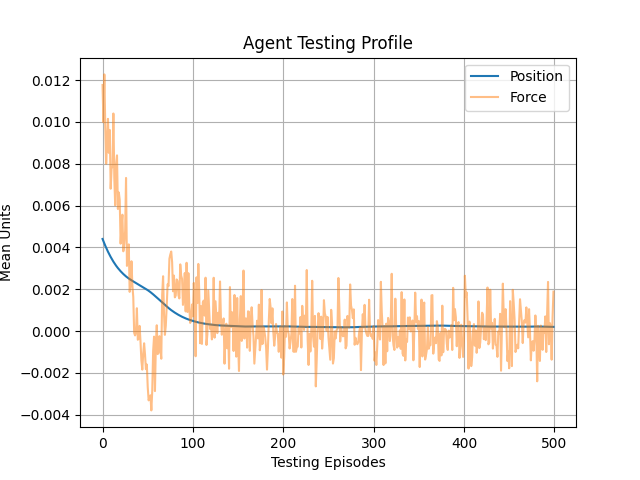 Agent Testing Profile
Position
Force
Mean Units
0.012
0.010
0.008
0.006
0.004
0.002
0.000
−0.002
−0.004
0 100 200 300 400 500
Testing Episodes